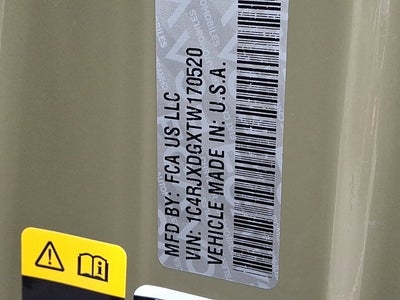 MFD BY: FCA US LLC
VIN: 1C4RJXDGXTW170520
VEHICLE MADE IN: U.S.A.